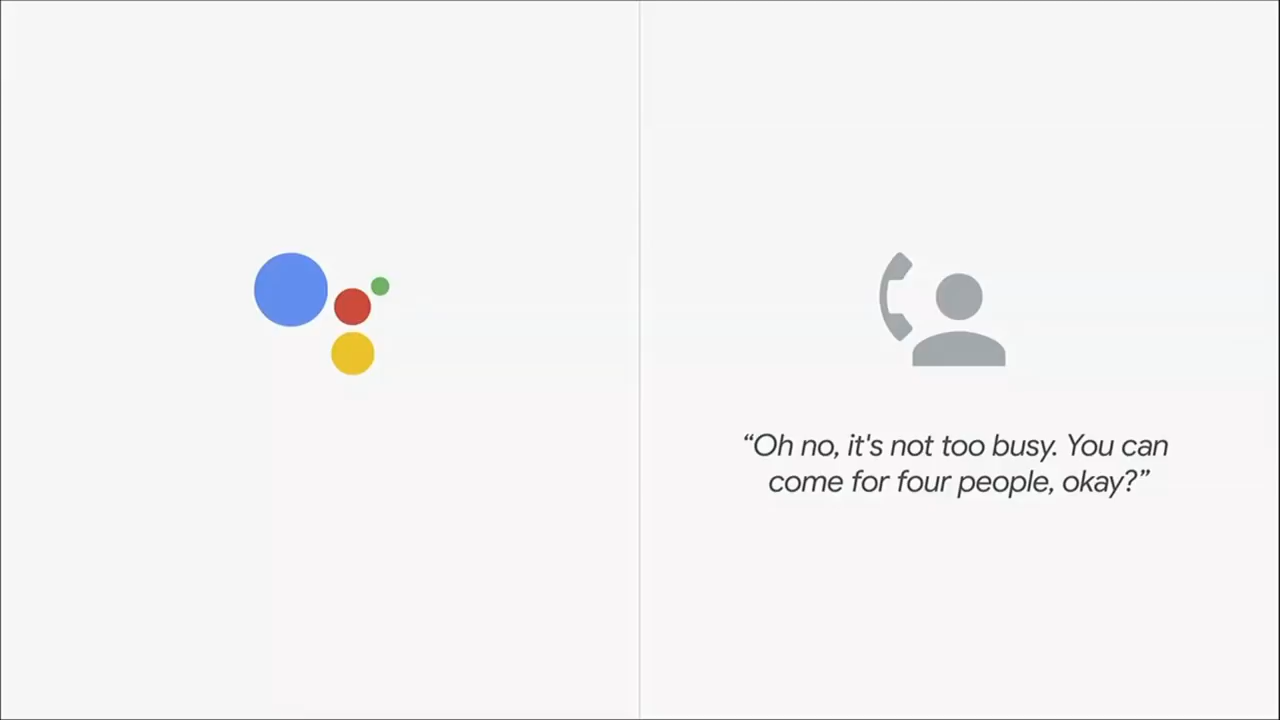 “Oh no, it's not too busy. You can
come for four people, okay?”